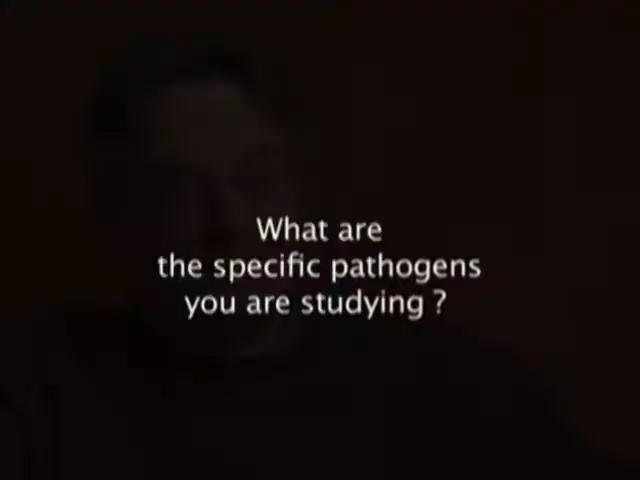 What are
the specific pathogens
you are studying ?